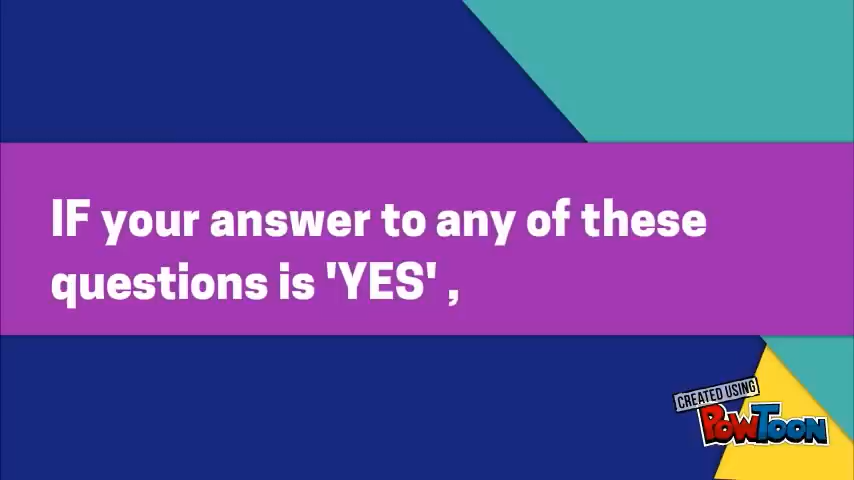 IF your answer to any of these
questions is 'YES' ,
CREATED USING
POWTOON